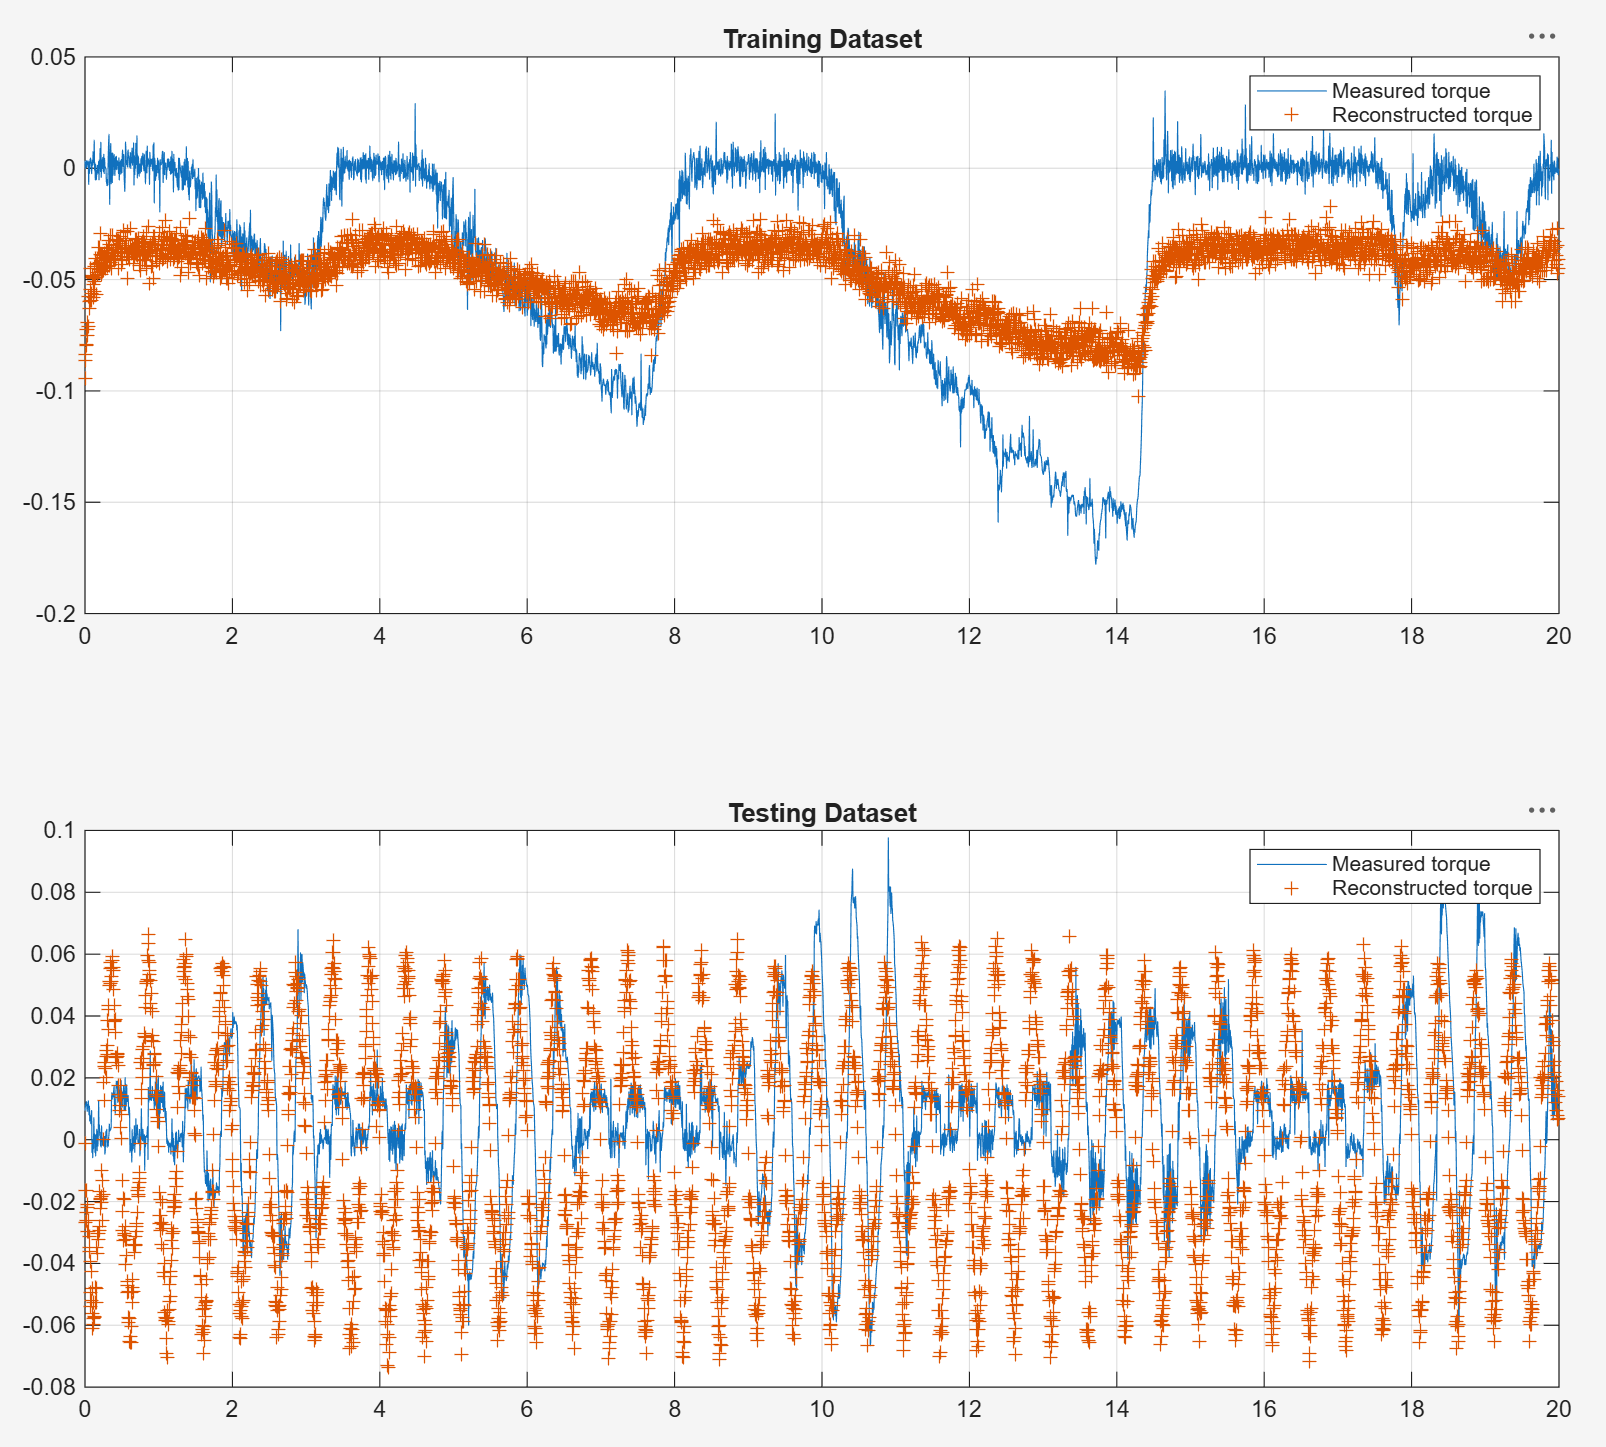 Training Dataset
0.05
0
-0.05
-0.1
-0.15
-0.2
Measured torque
Reconstructed torque
0 2 4 6 8 10 12 14 16 18 20
Testing Dataset
0.1
0.08
0.06
0.04
0.02
0
-0.02
-0.04
-0.06
-0.08
Measured torque
Reconstructed torque
0 2 4 6 8 10 12 14 16 18 20